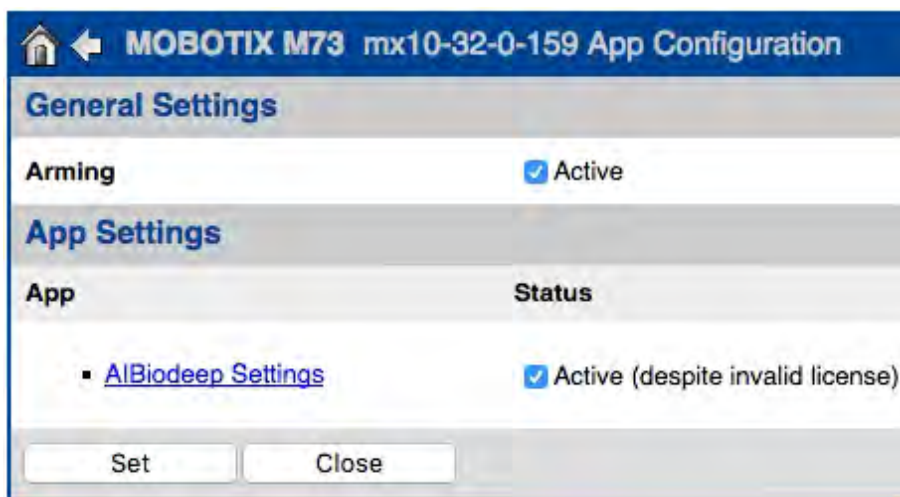 MOBOTIX M73 mx10-32-0-159 App Configuration
General Settings
Arming Active
App Settings
App Status
AIBiodeep Settings Active (despite invalid license)
Set Close